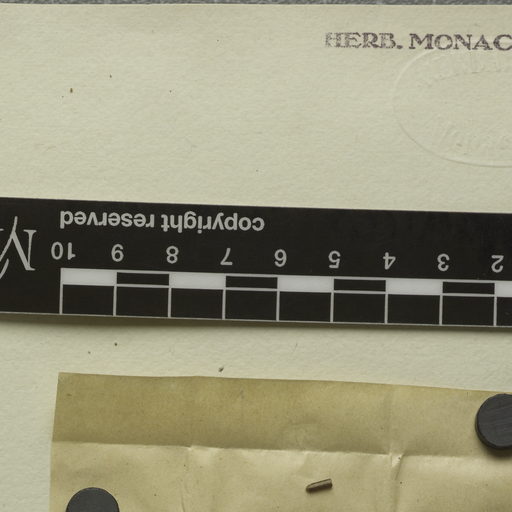 HERB. MONAC
copyright reserved
10 9 8 7 6 5 4 3 2